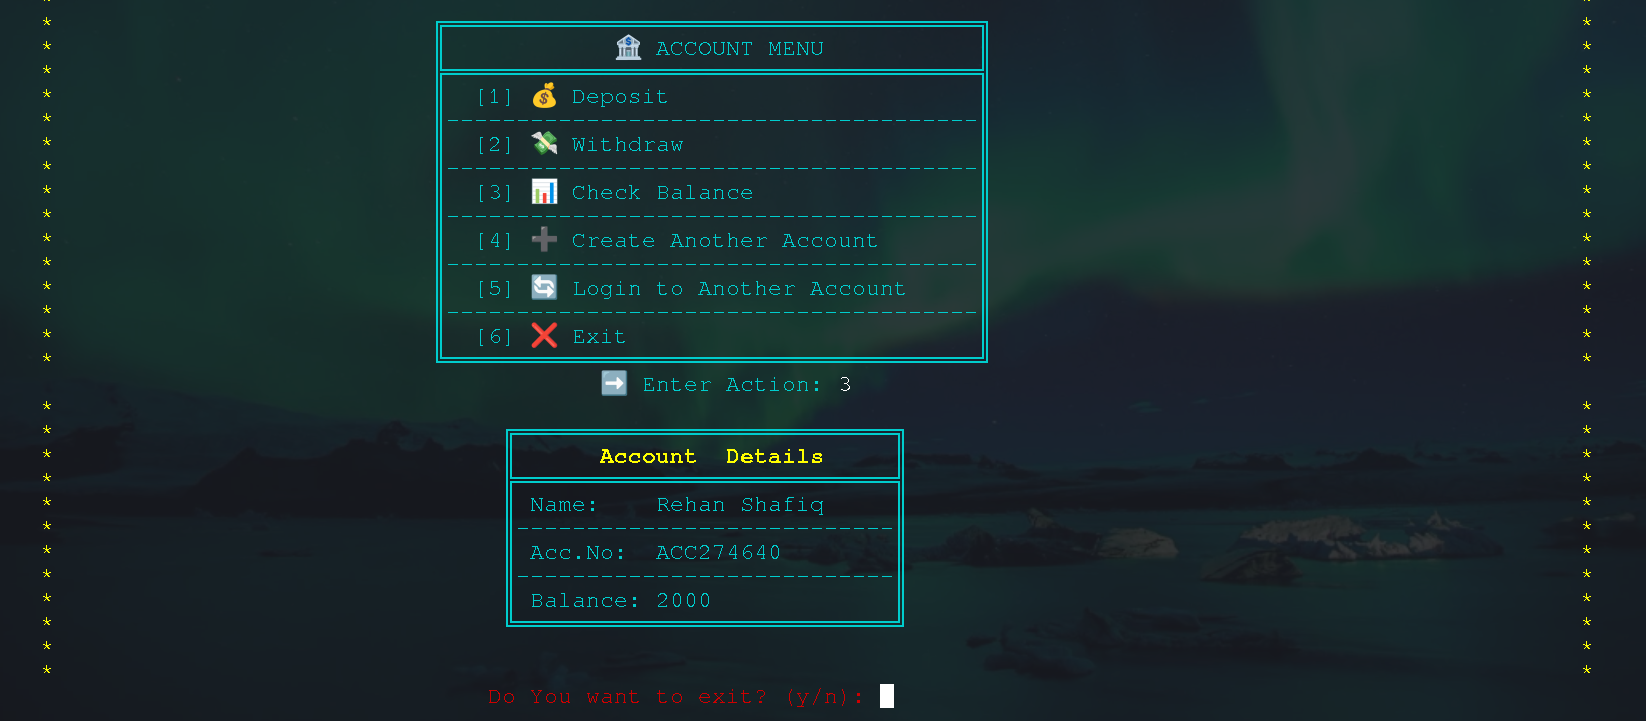 🏦 ACCOUNT MENU
[1] 💰 Deposit
[2] 💸 Withdraw
[3] 📊 Check Balance
[4] ➕ Create Another Account
[5] 🔄 Login to Another Account
[6] ❌ Exit
➡️ Enter Action: 3
Account  Details
Name:    Rehan Shafiq
Acc.No:  ACC274640
Balance: 2000
Do You want to exit? (y/n):